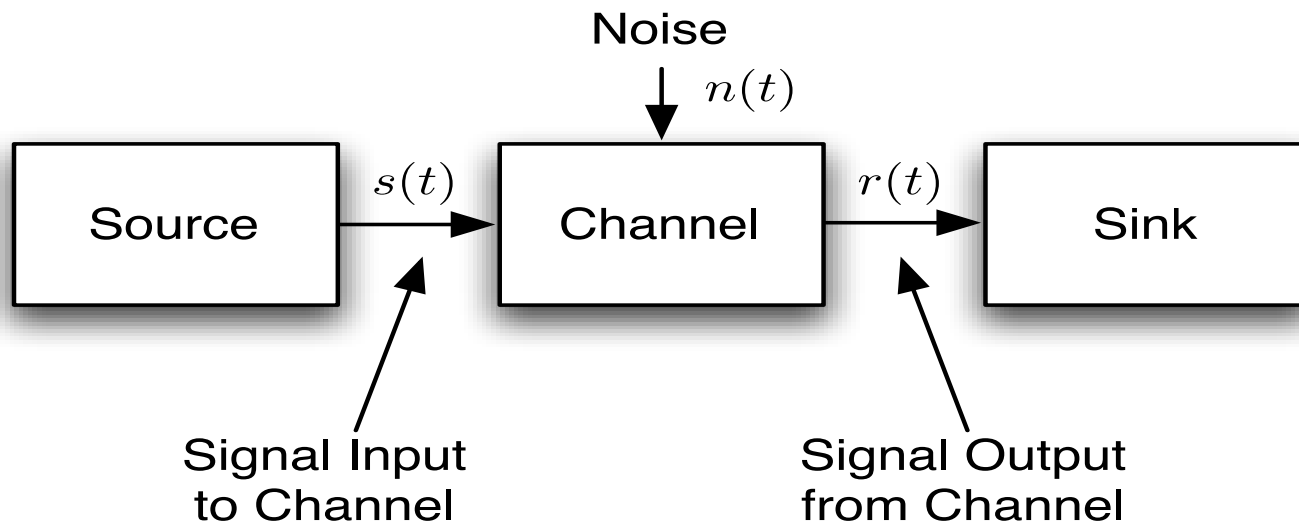 Noise
n(t)
Source
s(t)
Channel
r(t)
Sink
Signal Input
to Channel
Signal Output
from Channel